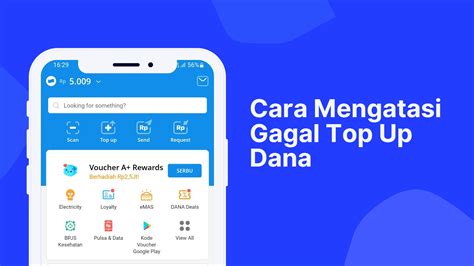 16:29
56%
Rp 5.009
Looking for something?
Scan
Top up
Send
Request
Voucher A+ Rewards
Berhadiah Rp2,5Jt!
SERBU
Electricity
Loyalty
eMAS
DANA Deals
BPJS
Kesehatan
Pulsa & Data
Kode
Voucher
Google Play
View All
Cara Mengatasi
Gagal Top Up
Dana